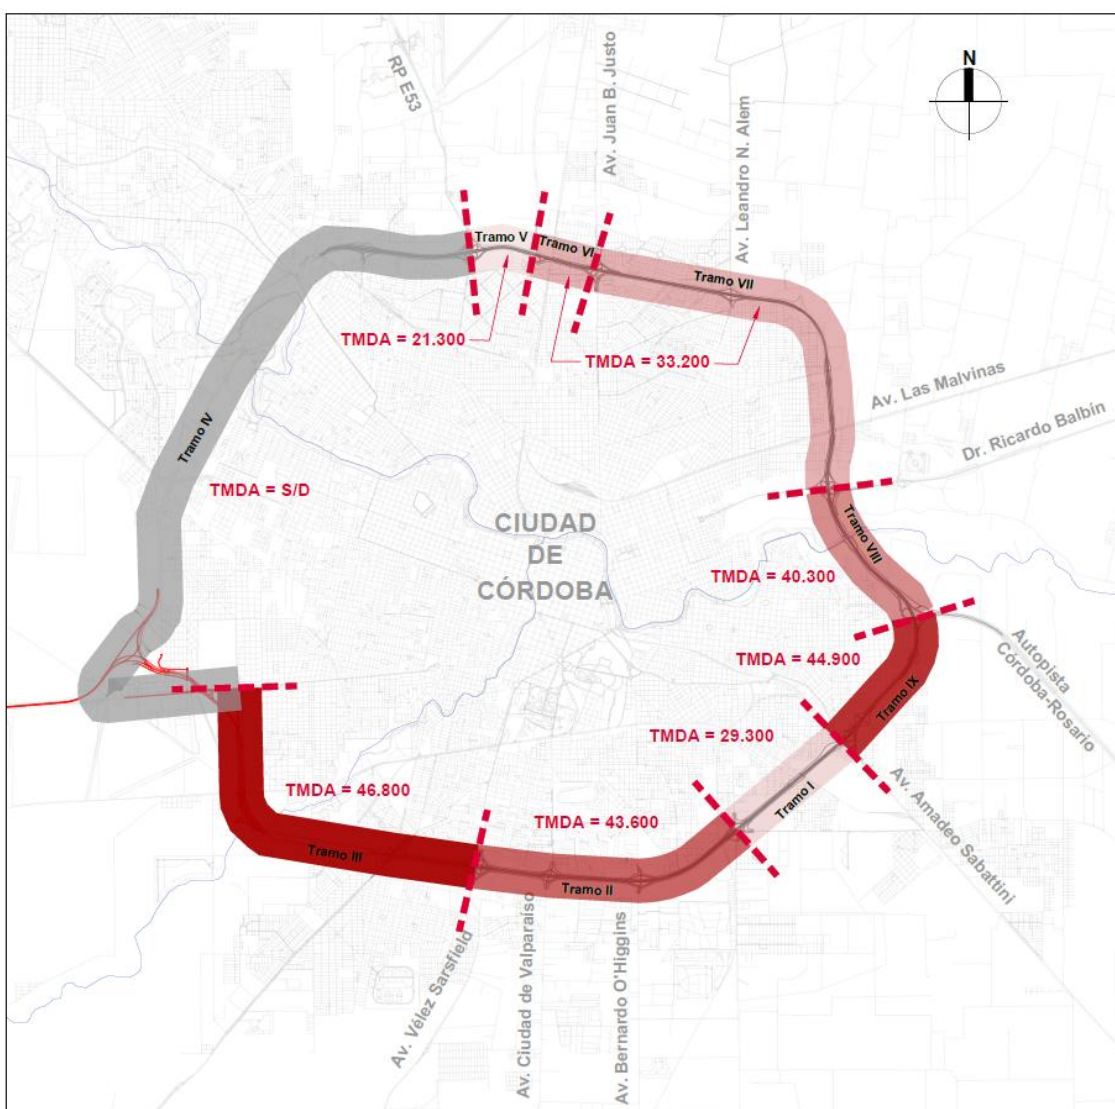 N
RP E53
Av. Juan B. Justo
Av. Leandro N. Alem
Tramo V
Tramo VI
Tramo VII
TMDA = 21.300
TMDA = 33.200
Av. Las Malvinas
Dr. Ricardo Balbín
Tramo IV
TMDA = S/D
CIUDAD
DE
CÓRDOBA
Tramo VIII
TMDA = 40.300
Autopista
Córdoba-Rosario
TMDA = 44.900
Tramo IX
TMDA = 29.300
Tramo I
Av. Amadeo Sabattini
TMDA = 46.800
TMDA = 43.600
Tramo III
Tramo II
Av. Vélez Sarsfield
Av. Ciudad de Valparaíso
Av. Bernardo O'Higgins